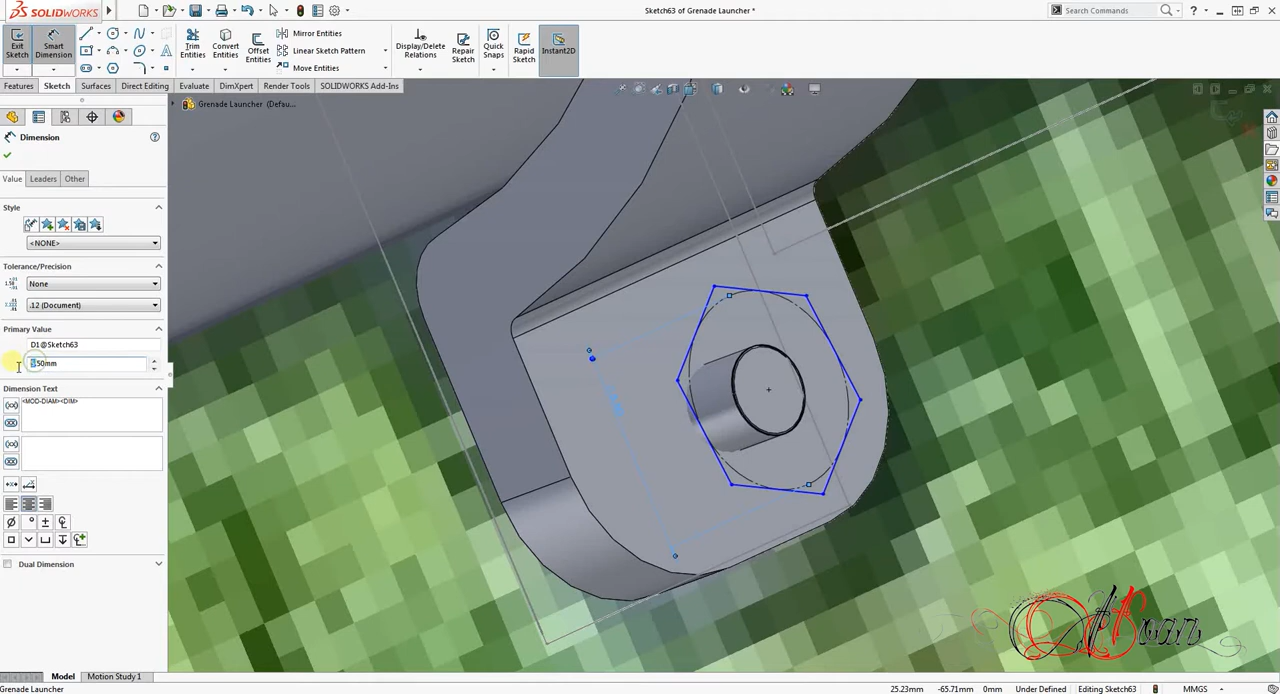 SOLIDWORKS
Sketch63 of Grenade Launcher *
Search Commands
Exit Sketch
Smart Dimension
Trim Entities
Convert Entities
Offset Entities
Mirror Entities
Linear Sketch Pattern
Move Entities
Display/Delete Relations
Repair Sketch
Quick Snaps
Rapid Sketch
Instant2D
Features
Sketch
Surfaces
Direct Editing
Evaluate
DimXpert
Render Tools
SOLIDWORKS Add-Ins
Grenade Launcher (Defau...
Dimension
Value
Leaders
Other
Style
<NONE>
Tolerance/Precision
None
.12 (Document)
Primary Value
D1@Sketch63
Dimension Text
<MOD-DIAM><DIM>
Dual Dimension
Model
Motion Study 1
Grenade Launcher
25.23mm
-65.71mm
0mm
Under Defined
Editing Sketch63
MMGS